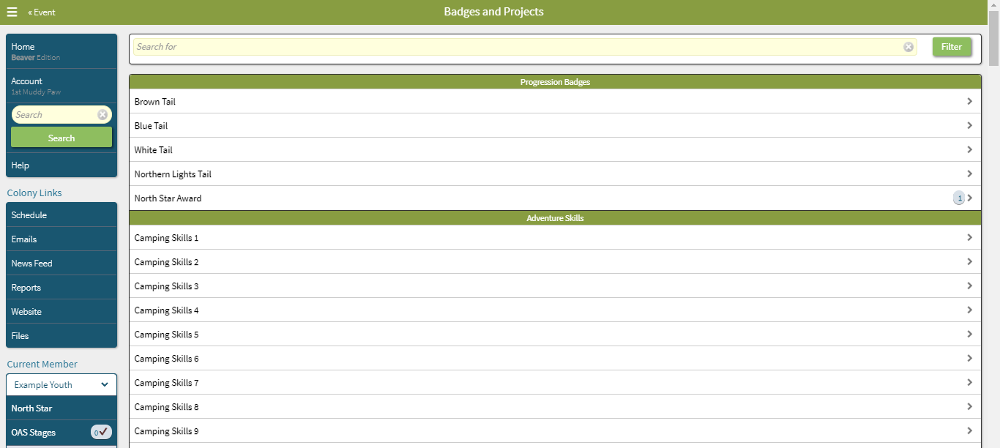 « Event
Badges and Projects
Home
Beaver Edition
Account
1st Muddy Paw
Search
Search
Help
Colony Links
Schedule
Emails
News Feed
Reports
Website
Files
Current Member
Example Youth
North Star
OAS Stages 0
Search for
Filter
Progression Badges
Brown Tail
Blue Tail
White Tail
Northern Lights Tail
North Star Award 1
Adventure Skills
Camping Skills 1
Camping Skills 2
Camping Skills 3
Camping Skills 4
Camping Skills 5
Camping Skills 6
Camping Skills 7
Camping Skills 8
Camping Skills 9